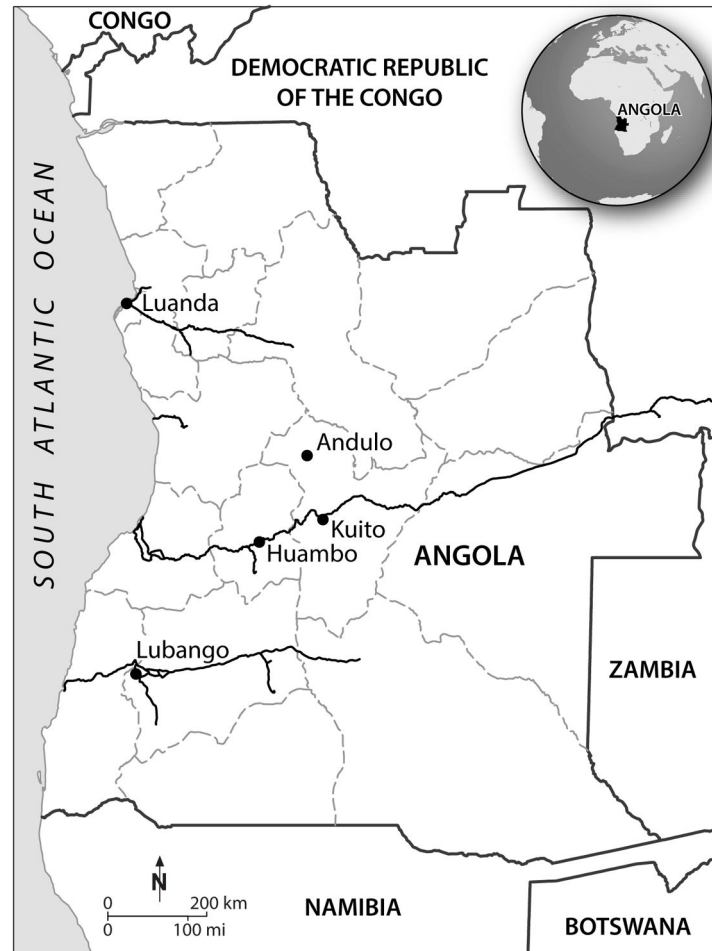 CONGO
DEMOCRATIC REPUBLIC
OF THE CONGO
ANGOLA
SOUTH ATLANTIC OCEAN
Luanda
Andulo
Kuito
Huambo
ANGOLA
Lubango
ZAMBIA
N
0 200 km
0 100 mi
NAMIBIA
BOTSWANA